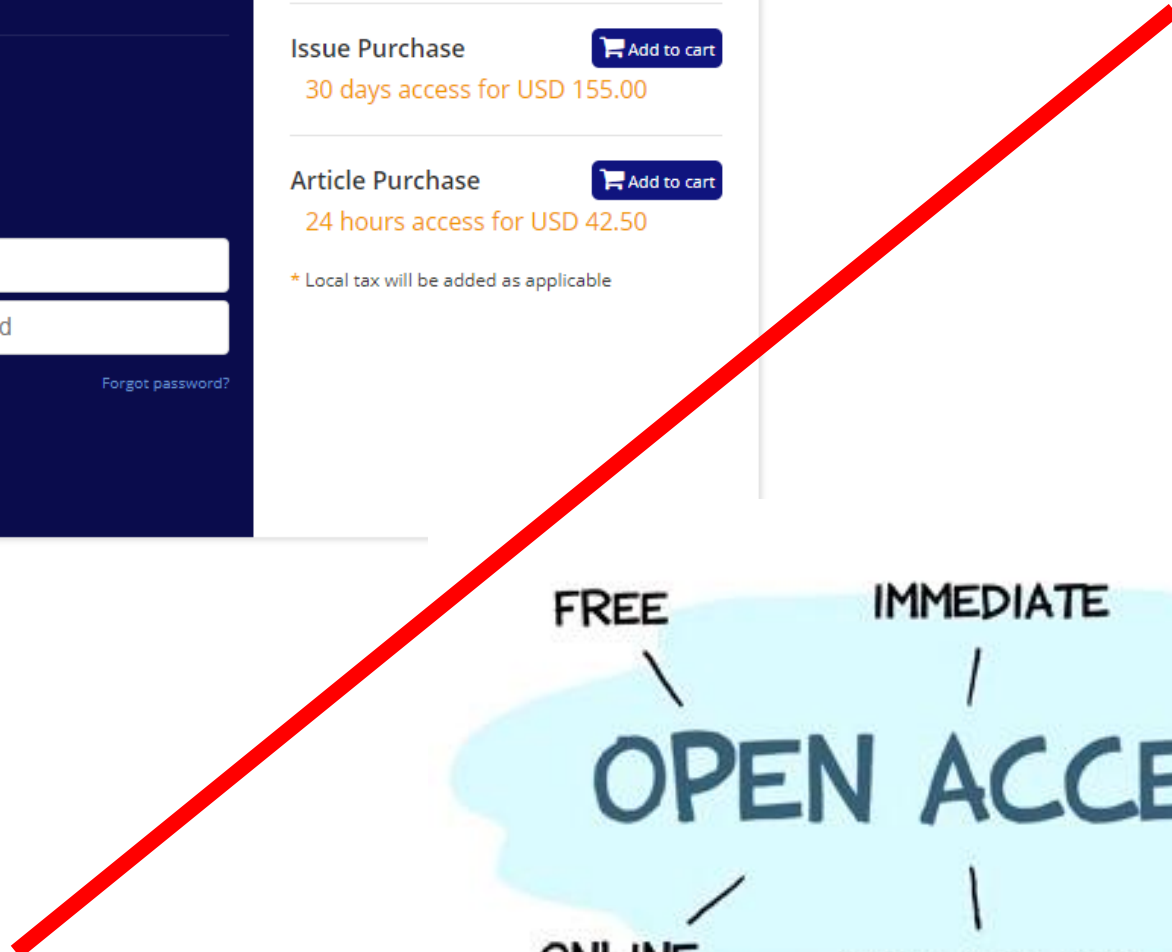 Issue Purchase
Add to cart
30 days access for USD 155.00
Article Purchase
Add to cart
24 hours access for USD 42.50
* Local tax will be added as applicable
d
Forgot password?
FREE
IMMEDIATE
OPEN ACCE
ONLINE